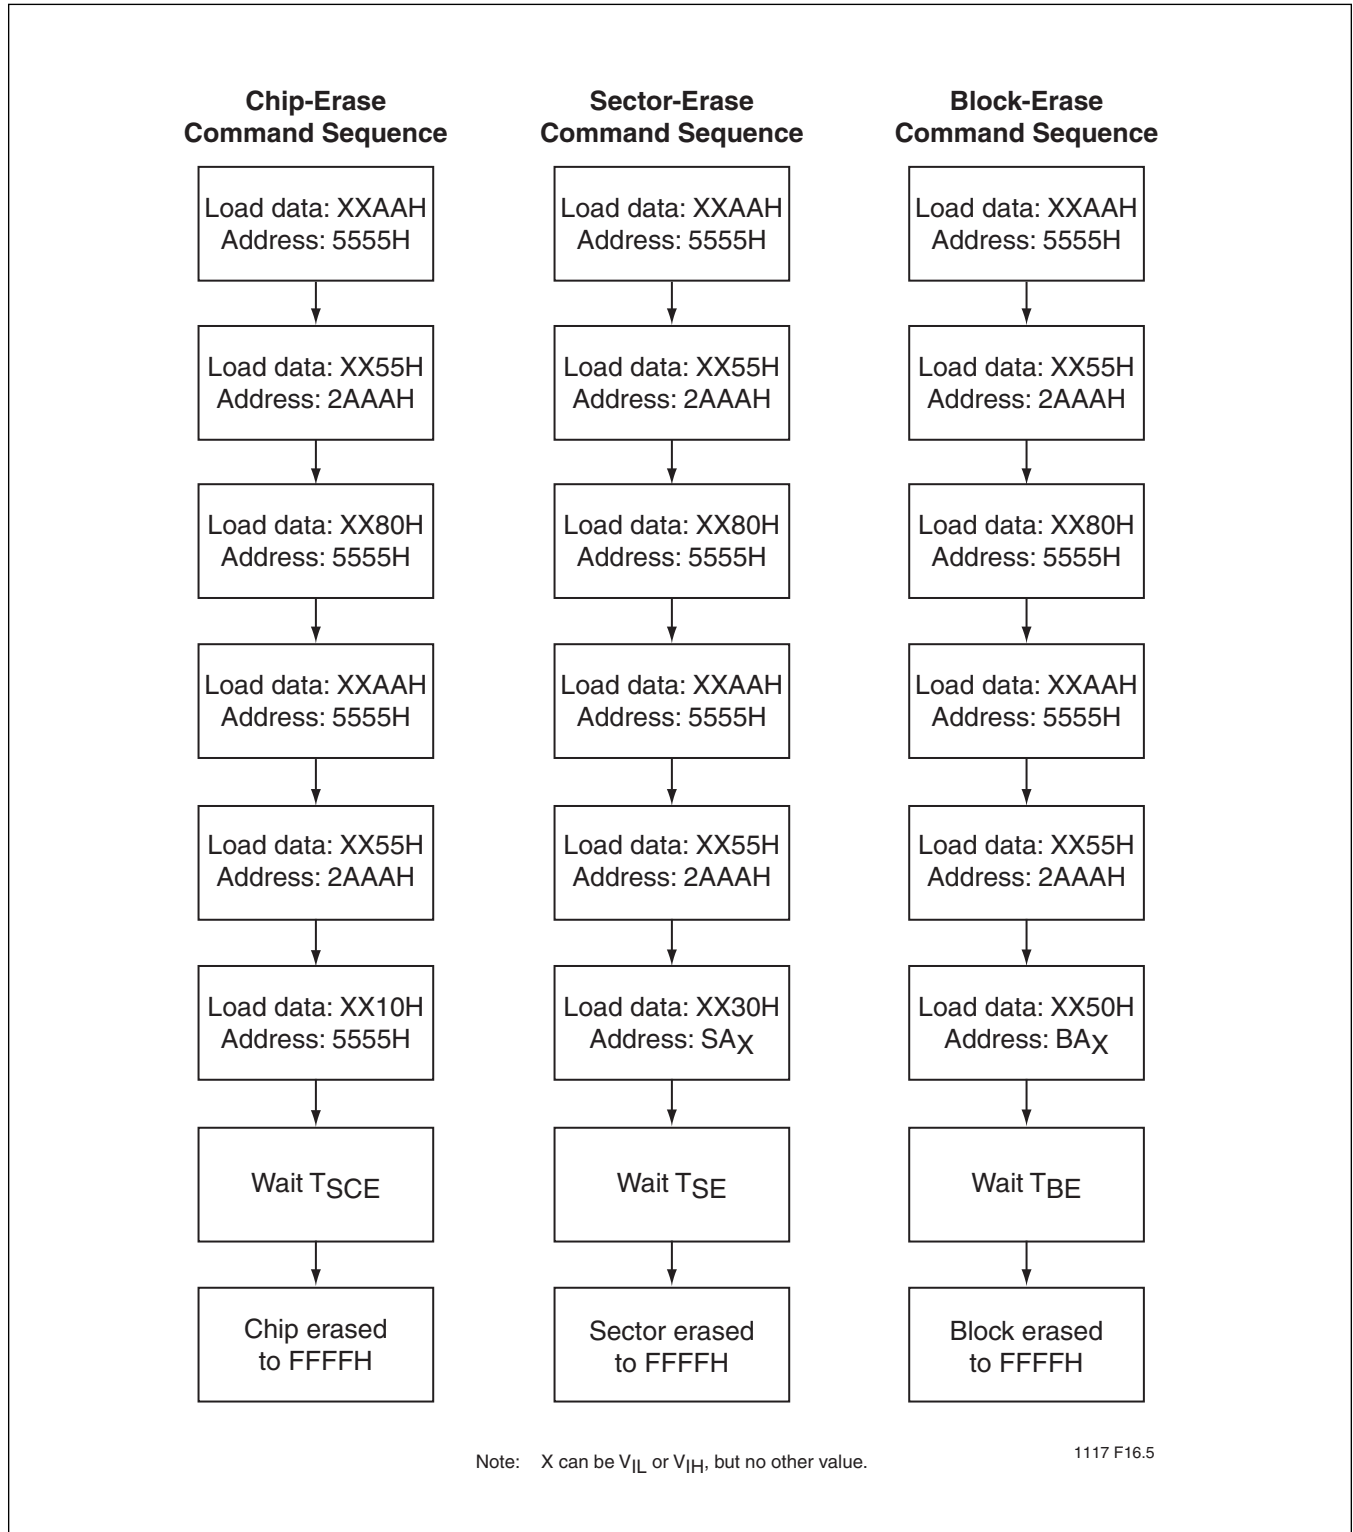 Chip-Erase
Command Sequence
Load data: XXAAH
Address: 5555H
Load data: XX55H
Address: 2AAAH
Load data: XX80H
Address: 5555H
Load data: XXAAH
Address: 5555H
Load data: XX55H
Address: 2AAAH
Load data: XX10H
Address: 5555H
Wait TSCE
Chip erased
to FFFFH
Sector-Erase
Command Sequence
Load data: XXAAH
Address: 5555H
Load data: XX55H
Address: 2AAAH
Load data: XX80H
Address: 5555H
Load data: XXAAH
Address: 5555H
Load data: XX55H
Address: 2AAAH
Load data: XX30H
Address: SAX
Wait TSE
Sector erased
to FFFFH
Block-Erase
Command Sequence
Load data: XXAAH
Address: 5555H
Load data: XX55H
Address: 2AAAH
Load data: XX80H
Address: 5555H
Load data: XXAAH
Address: 5555H
Load data: XX55H
Address: 2AAAH
Load data: XX50H
Address: BAX
Wait TBE
Block erased
to FFFFH
Note: X can be VIL or VIH, but no other value.
1117 F16.5